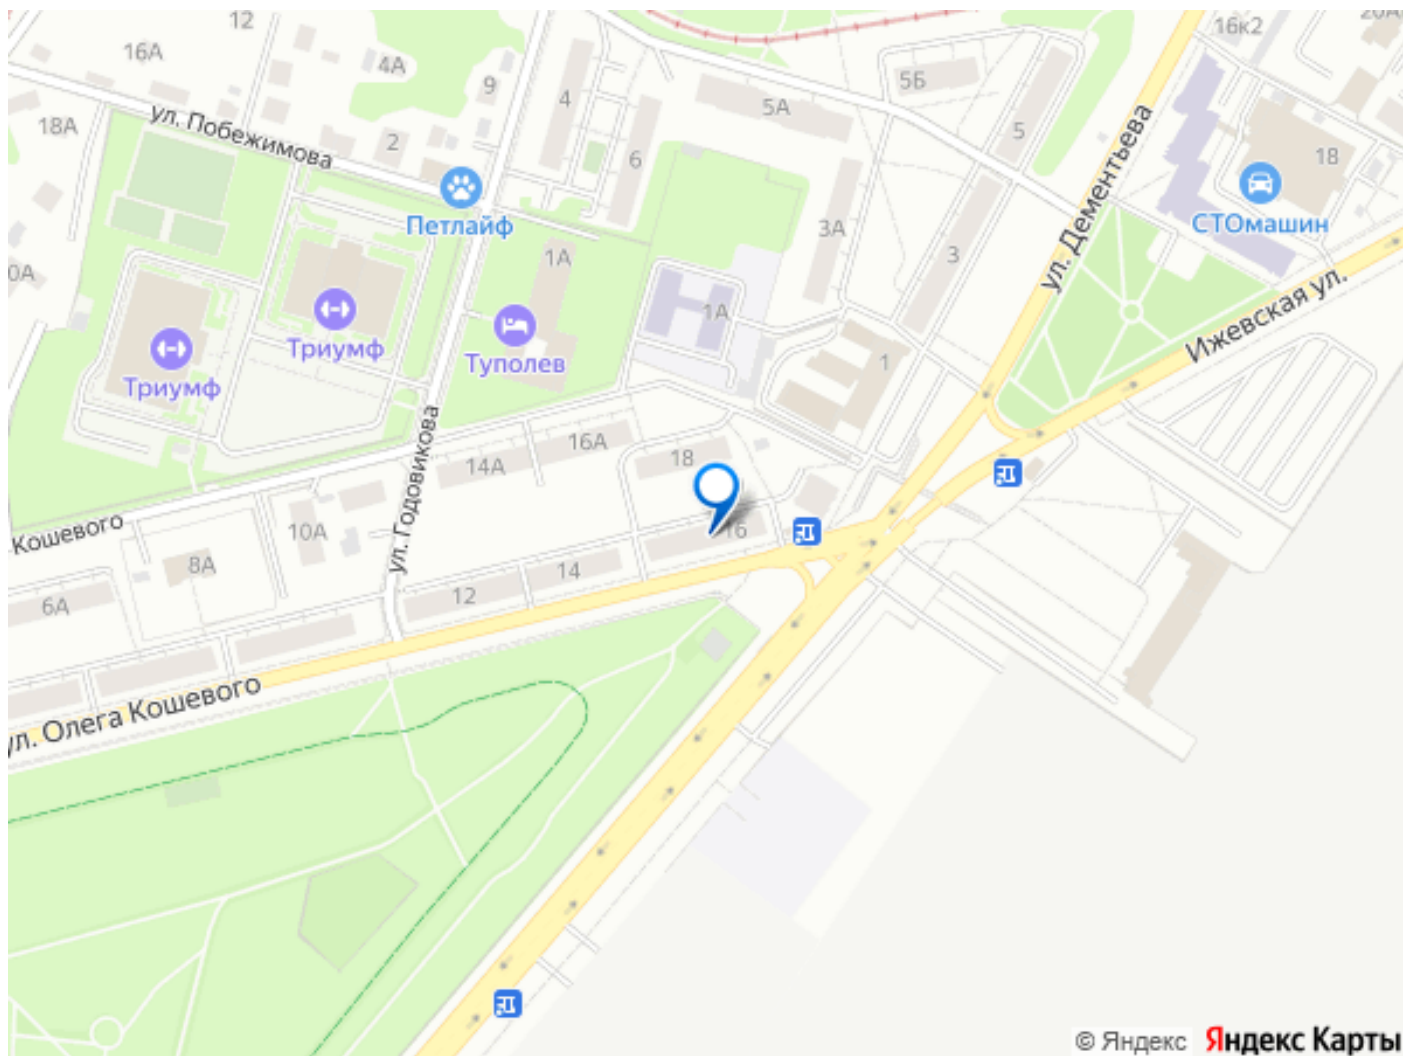 12
16к2
20А
16А
4А
9
4
5Б
5А
5
18А
ул. Побежимова
2
6
18
ул. Дементьева
Петлайф
СТОмашин
3А
3
1А
1А
Ижевская ул.
Триумф
Туполев
Триумф
1
ул. Годовикова
14А
16А
18
Кошевого
10А
16
8А
14
12
6А
ул. Олега Кошевого
© Яндекс Яндекс Карты